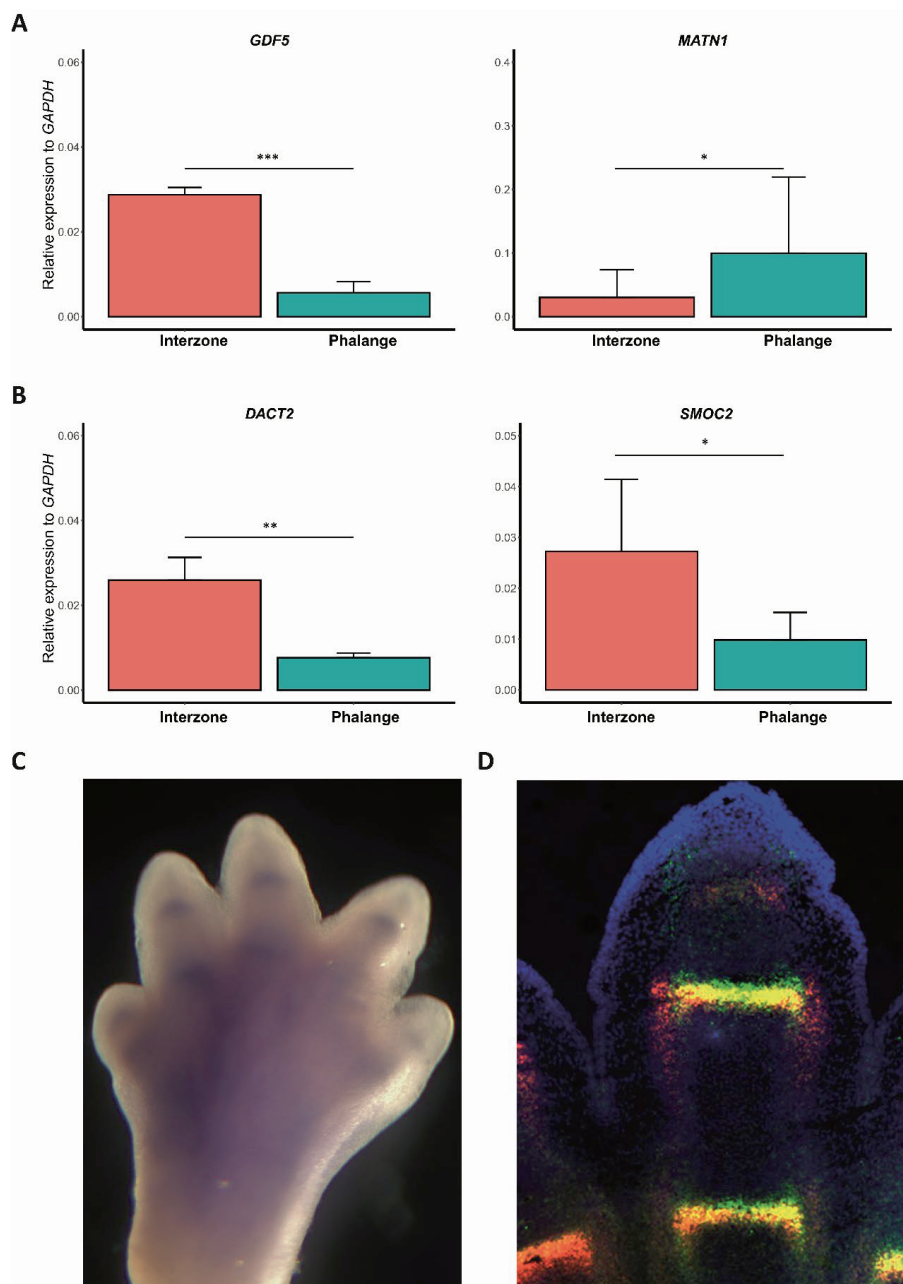 A
GDF5
MATN1
Relative expression to GAPDH
0.06
0.04
0.02
0.00
***
Interzone
Phalange
0.4
0.3
0.2
0.1
0.0
*
Interzone
Phalange
B
DACT2
SMOC2
Relative expression to GAPDH
0.06
0.04
0.02
0.00
**
Interzone
Phalange
0.05
0.04
0.03
0.02
0.01
0.00
*
Interzone
Phalange
C
D